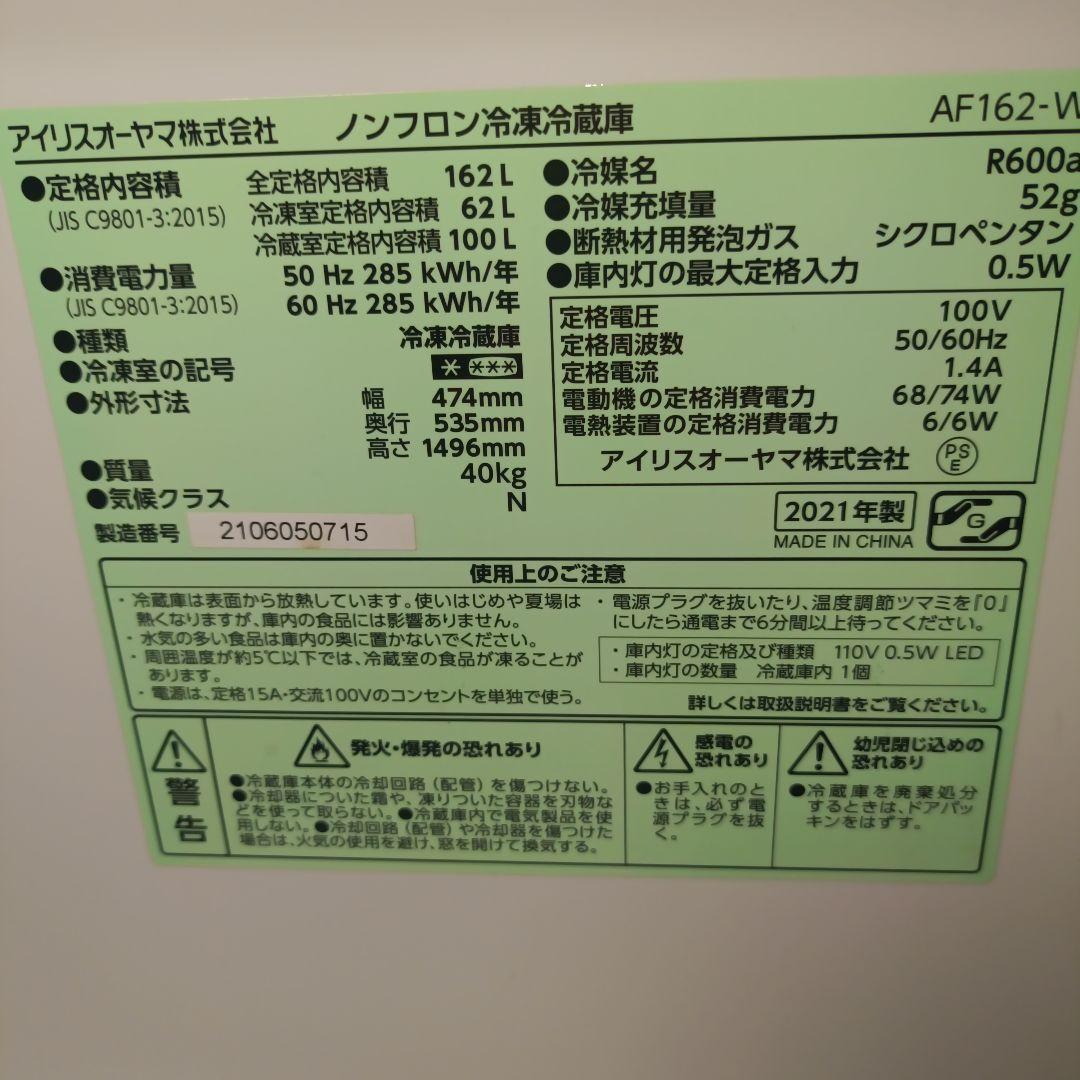 アイリスオーヤマ株式会社 ノンフロン冷凍冷蔵庫 AF162-W
●定格内容積 全定格内容積 162 L
(JIS C9801-3:2015) 冷凍室定格内容積 62 L
冷蔵室定格内容積 100 L
●消費電力量 50 Hz 285 kWh/年
(JIS C9801-3:2015) 60 Hz 285 kWh/年
●種類 冷凍冷蔵庫
●冷凍室の記号 * ***
●外形寸法 幅 474mm
奥行 535mm
高さ 1496mm
●質量 40kg
●気候クラス N
製造番号 2106050715
●冷媒名 R600a
●冷媒充填量 52g
●断熱材用発泡ガス シクロペンタン
●庫内灯の最大定格入力 0.5W
定格電圧 100V
定格周波数 50/60Hz
定格電流 1.4A
電動機の定格消費電力 68/74W
電熱装置の定格消費電力 6/6W
アイリスオーヤマ株式会社 PS E
2021年製
MADE IN CHINA
G
使用上のご注意
・冷蔵庫は表面から放熱しています。使いはじめや夏場は
熱くなりますが、庫内の食品には影響ありません。
・水気の多い食品は庫内の奥に置かないでください。
・周囲温度が約5℃以下では、冷蔵室の食品が凍ることが
あります。
・電源は、定格15A・交流100Vのコンセントを単独で使う。
・電源プラグを抜いたり、温度調節ツマミを『0』
にしたら通電まで6分間以上待ってください。
・庫内灯の定格及び種類 110V 0.5W LED
・庫内灯の数量 冷蔵庫内 1個
詳しくは取扱説明書をご覧ください。
警告
発火・爆発の恐れあり
●冷蔵庫本体の冷却回路（配管）を傷つけない。
●冷却器についた霜や、凍りついた容器を刃物な
どを使って取らない。●冷蔵庫内で電気製品を使
用しない。●冷却回路（配管）や冷却器を傷つけた
場合は、火気の使用を避け、窓を開けて換気する。
感電の
恐れあり
●お手入れのと
きは、必ず電
源プラグを抜
く。
幼児閉じ込めの
恐れあり
●冷蔵庫を廃棄処分
するときは、ドアパッ
キンをはずす。